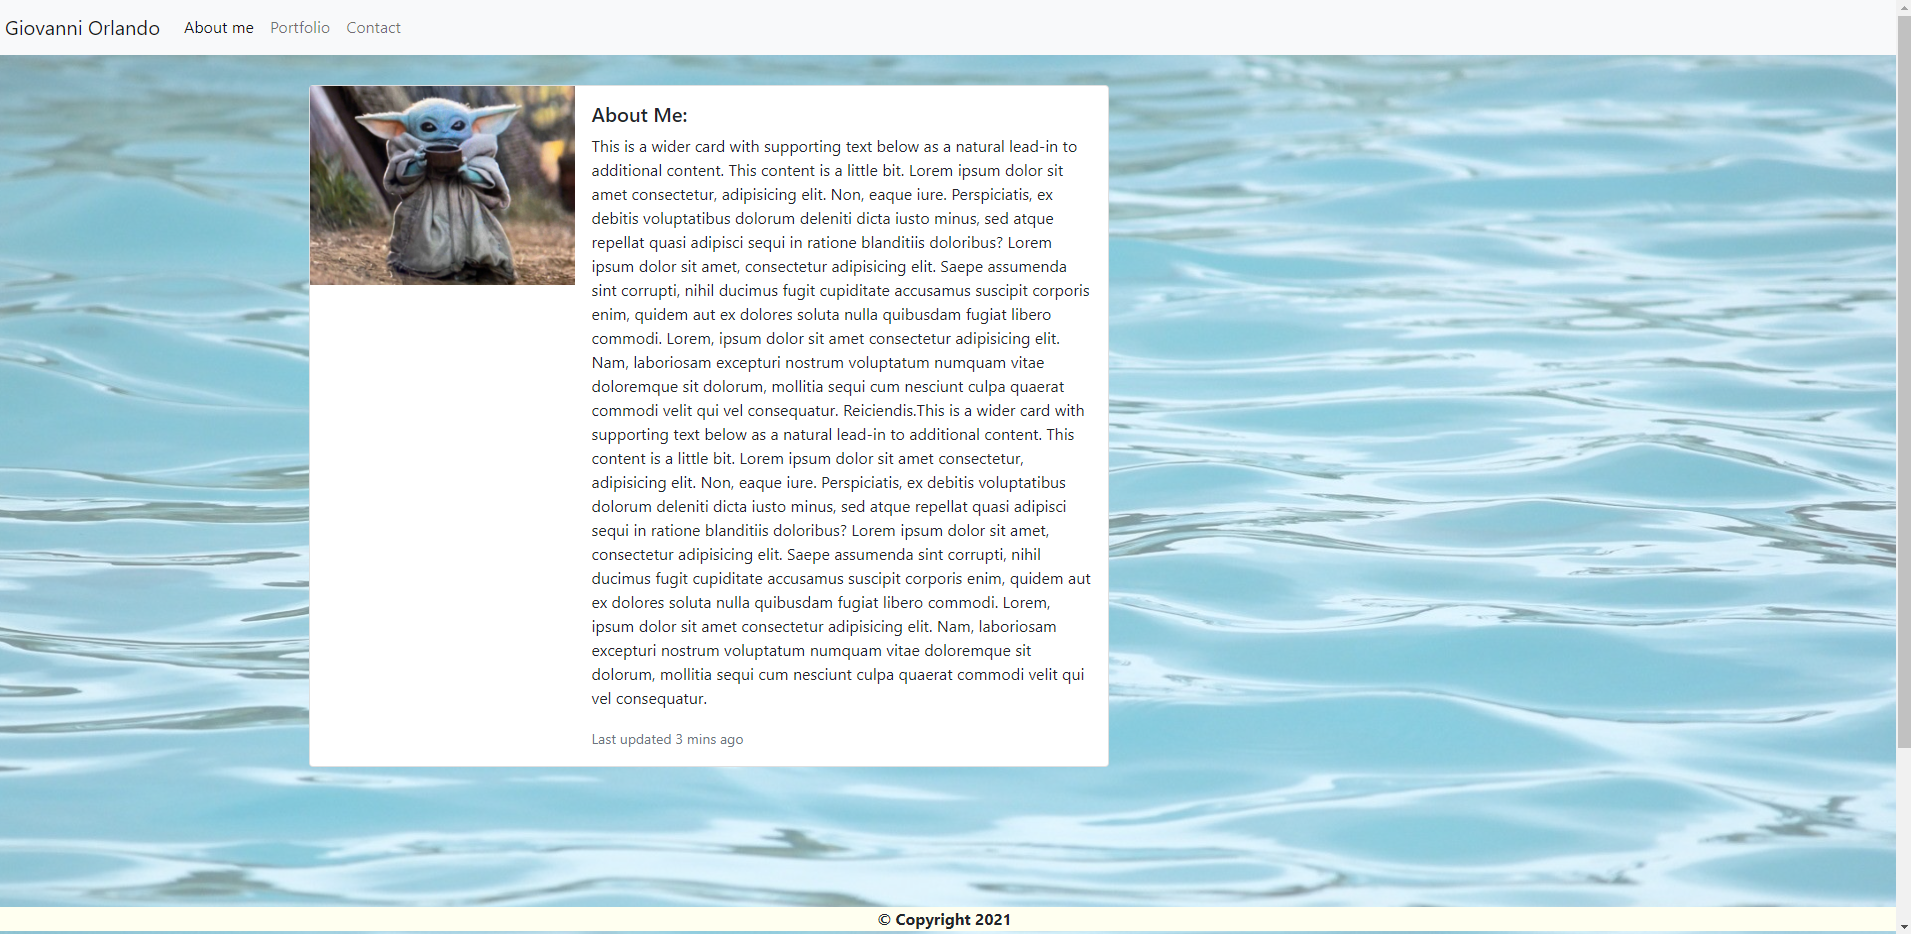 Giovanni Orlando About me Portfolio Contact
About Me:
This is a wider card with supporting text below as a natural lead-in to
additional content. This content is a little bit. Lorem ipsum dolor sit
amet consectetur, adipisicing elit. Non, eaque iure. Perspiciatis, ex
debitis voluptatibus dolorum deleniti dicta iusto minus, sed atque
repellat quasi adipisci sequi in ratione blanditiis doloribus? Lorem
ipsum dolor sit amet, consectetur adipisicing elit. Saepe assumenda
sint corrupti, nihil ducimus fugit cupiditate accusamus suscipit corporis
enim, quidem aut ex dolores soluta nulla quibusdam fugiat libero
commodi. Lorem, ipsum dolor sit amet consectetur adipisicing elit.
Nam, laboriosam excepturi nostrum voluptatum numquam vitae
doloremque sit dolorum, mollitia sequi cum nesciunt culpa quaerat
commodi velit qui vel consequatur. Reiciendis.This is a wider card with
supporting text below as a natural lead-in to additional content. This
content is a little bit. Lorem ipsum dolor sit amet consectetur,
adipisicing elit. Non, eaque iure. Perspiciatis, ex debitis voluptatibus
dolorum deleniti dicta iusto minus, sed atque repellat quasi adipisci
sequi in ratione blanditiis doloribus? Lorem ipsum dolor sit amet,
consectetur adipisicing elit. Saepe assumenda sint corrupti, nihil
ducimus fugit cupiditate accusamus suscipit corporis enim, quidem aut
ex dolores soluta nulla quibusdam fugiat libero commodi. Lorem,
ipsum dolor sit amet consectetur adipisicing elit. Nam, laboriosam
excepturi nostrum voluptatum numquam vitae doloremque sit
dolorum, mollitia sequi cum nesciunt culpa quaerat commodi velit qui
vel consequatur.
Last updated 3 mins ago
© Copyright 2021